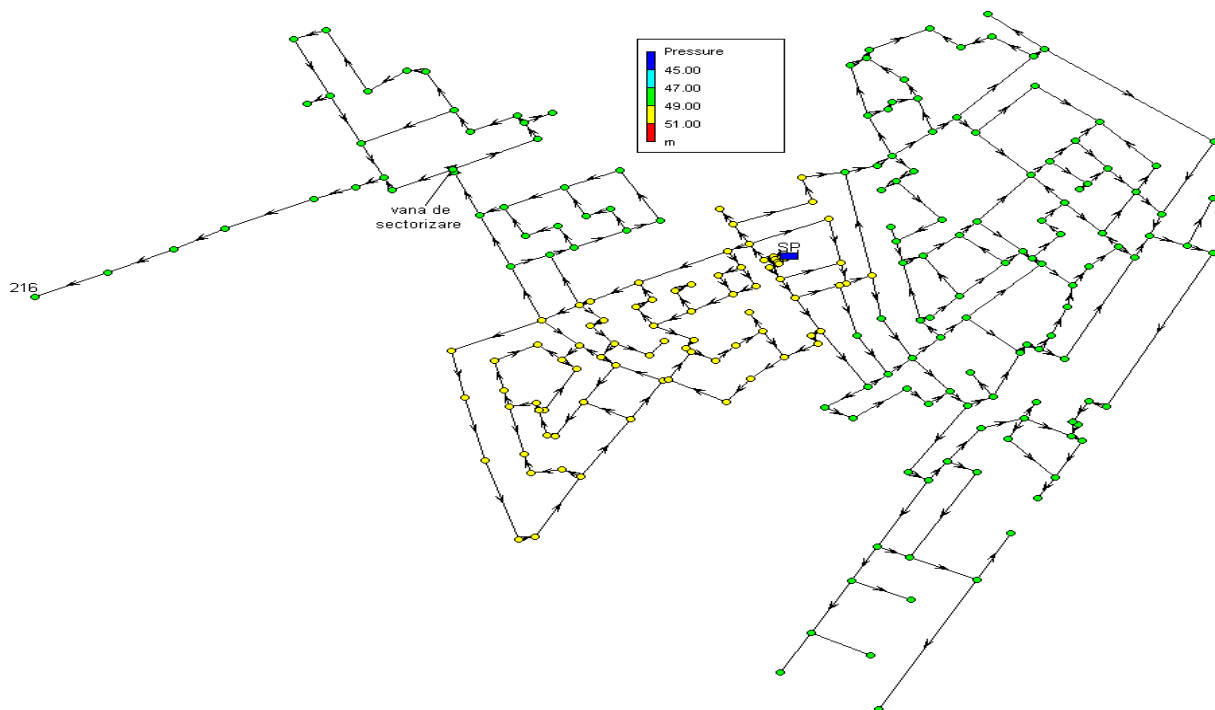 Pressure
45.00
47.00
49.00
51.00
m
vana de
sectorizare
SP
216